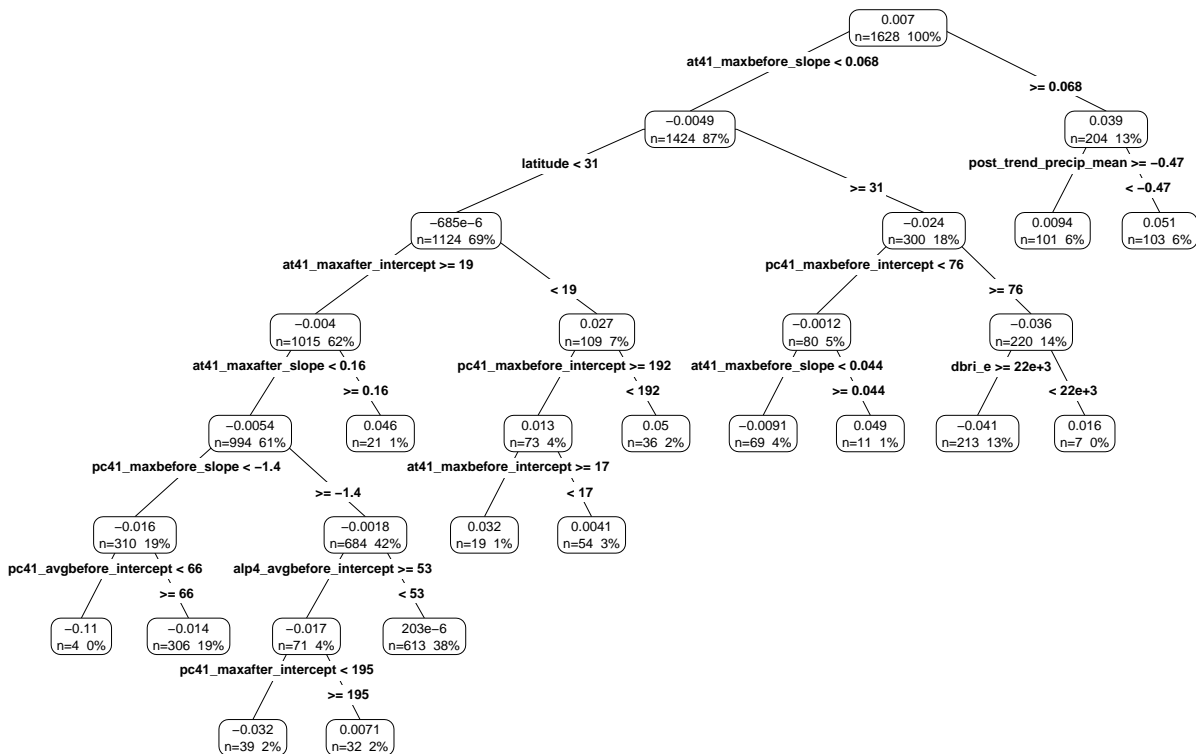 0.007
n=1628 100%
at41_maxbefore_slope < 0.068
>= 0.068
−0.0049
n=1424 87%
0.039
n=204 13%
latitude < 31
>= 31
post_trend_precip_mean >= −0.47
< −0.47
−685e−6
n=1124 69%
−0.024
n=300 18%
0.0094
n=101 6%
0.051
n=103 6%
at41_maxafter_intercept >= 19
< 19
pc41_maxbefore_intercept < 76
>= 76
−0.004
n=1015 62%
0.027
n=109 7%
−0.0012
n=80 5%
−0.036
n=220 14%
at41_maxafter_slope < 0.16
>= 0.16
pc41_maxbefore_intercept >= 192
< 192
at41_maxbefore_slope < 0.044
>= 0.044
dbri_e >= 22e+3
< 22e+3
−0.0054
n=994 61%
0.046
n=21 1%
0.013
n=73 4%
0.05
n=36 2%
−0.0091
n=69 4%
0.049
n=11 1%
−0.041
n=213 13%
0.016
n=7 0%
pc41_maxbefore_slope < −1.4
>= −1.4
at41_maxbefore_intercept >= 17
< 17
−0.016
n=310 19%
−0.0018
n=684 42%
0.032
n=19 1%
0.0041
n=54 3%
pc41_avgbefore_intercept < 66
>= 66
alp4_avgbefore_intercept >= 53
< 53
−0.11
n=4 0%
−0.014
n=306 19%
−0.017
n=71 4%
203e−6
n=613 38%
pc41_maxafter_intercept < 195
>= 195
−0.032
n=39 2%
0.0071
n=32 2%